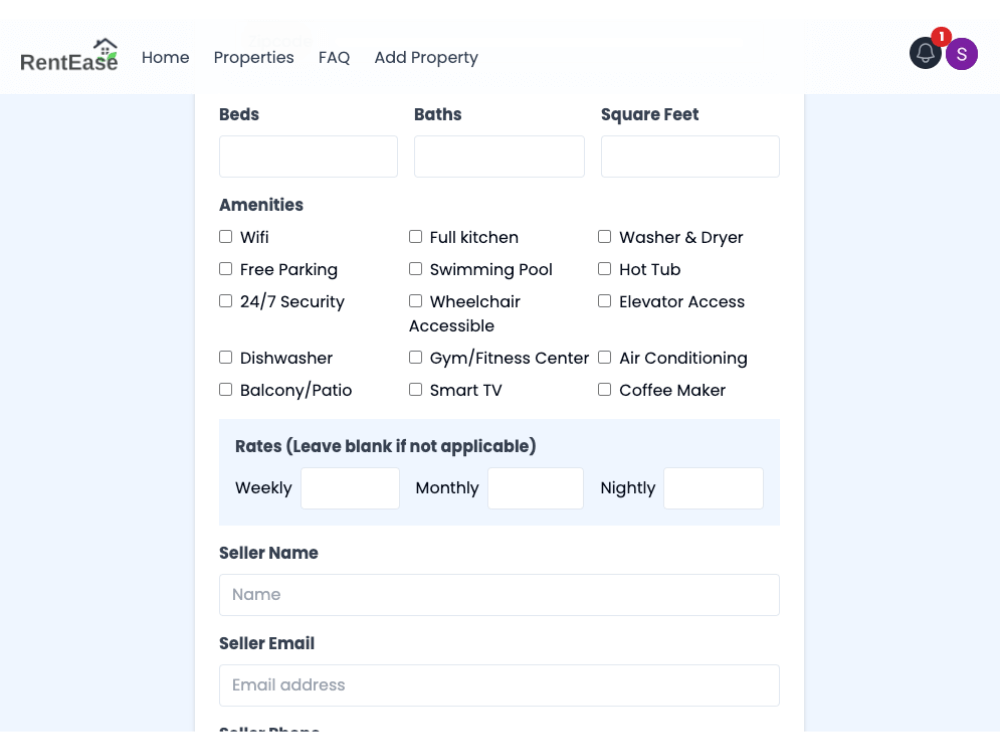 RentEase Home Properties FAQ Add Property 1 S
Beds Baths Square Feet
Amenities
Wifi Full kitchen Washer & Dryer
Free Parking Swimming Pool Hot Tub
24/7 Security Wheelchair Elevator Access
Accessible
Dishwasher Gym/Fitness Center Air Conditioning
Balcony/Patio Smart TV Coffee Maker
Rates (Leave blank if not applicable)
Weekly Monthly Nightly
Seller Name
Name
Seller Email
Email address
Seller Phone